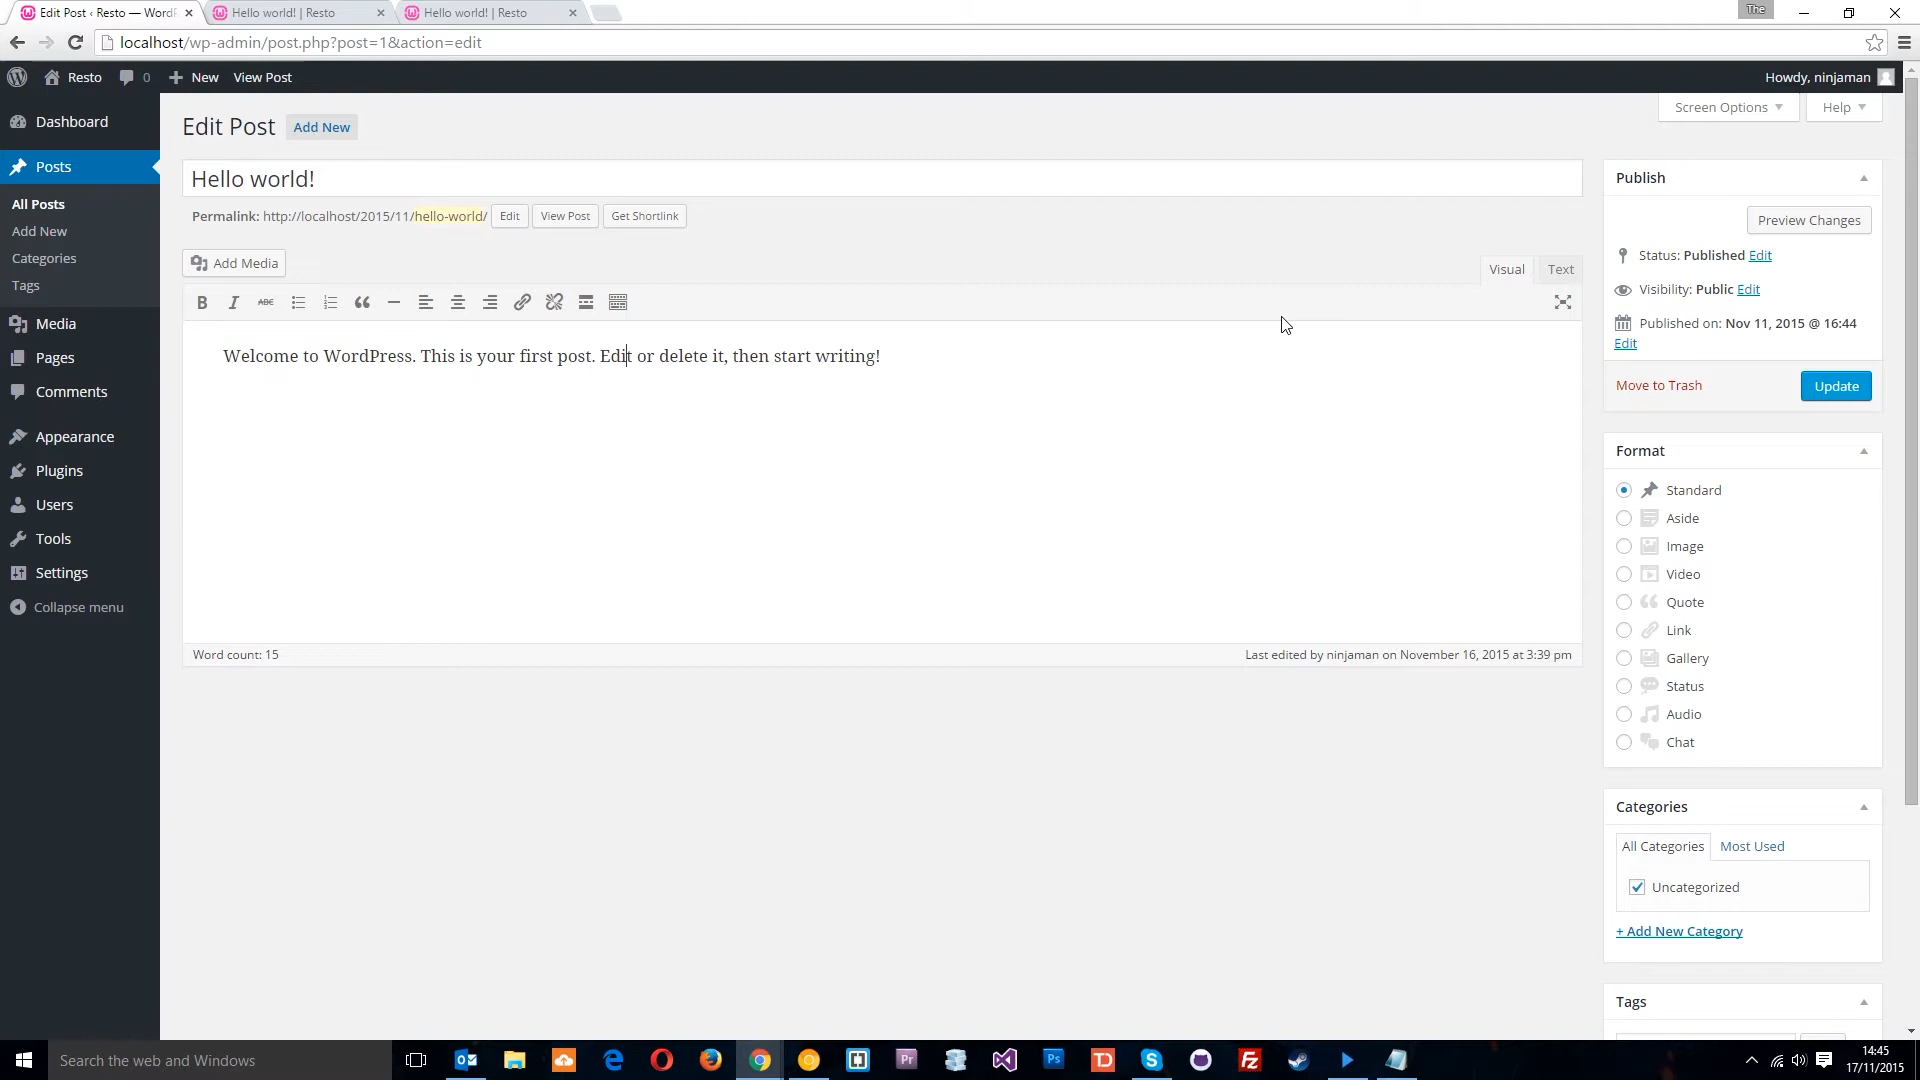 Edit Post ‹ Resto — WordP
Hello world! | Resto
Hello world! | Resto
The
localhost/wp-admin/post.php?post=1&action=edit
Resto
0
New
View Post
Howdy, ninjaman
Dashboard
Posts
All Posts
Add New
Categories
Tags
Media
Pages
Comments
Appearance
Plugins
Users
Tools
Settings
Collapse menu
Screen Options
Help
Edit Post
Add New
Hello world!
Permalink: http://localhost/2015/11/hello-world/ Edit View Post Get Shortlink
Add Media
Visual
Text
B I ABC
Welcome to WordPress. This is your first post. Edit or delete it, then start writing!
Word count: 15
Last edited by ninjaman on November 16, 2015 at 3:39 pm
Publish
Preview Changes
Status: Published Edit
Visibility: Public Edit
Published on: Nov 11, 2015 @ 16:44
Edit
Move to Trash
Update
Format
Standard
Aside
Image
Video
Quote
Link
Gallery
Status
Audio
Chat
Categories
All Categories
Most Used
Uncategorized
+ Add New Category
Tags
Search the web and Windows
Pr
Ps
TD
Fz
14:45
17/11/2015